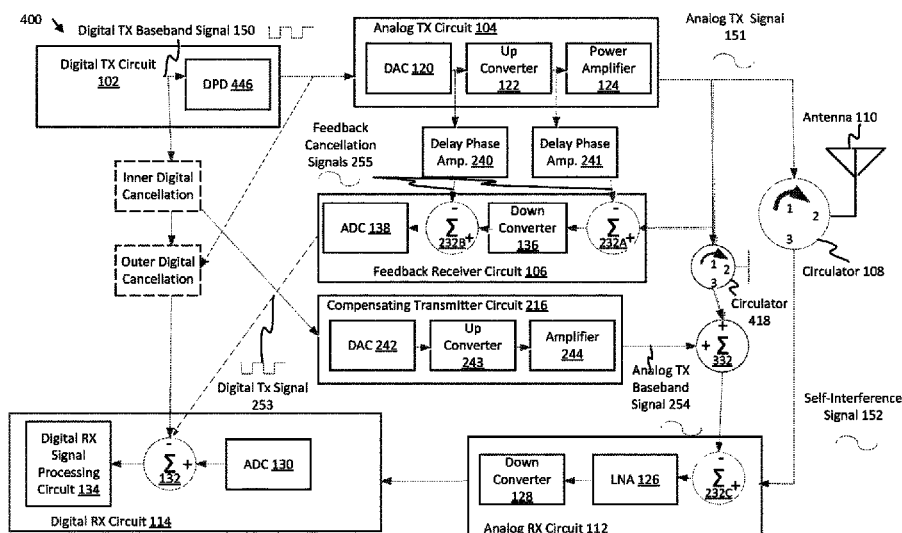 400
Digital TX Baseband Signal 150
Digital TX Circuit
102
DPD 446
Analog TX Circuit 104
DAC 120
Up
Converter
122
Power
Amplifier
124
Analog TX Signal
151
Antenna 110
1
2
3
Circulator 108
Feedback
Cancellation
Signals 255
Delay Phase
Amp. 240
Delay Phase
Amp. 241
Inner Digital
Cancellation
Outer Digital
Cancellation
ADC
138
-
Σ
+
232B
Down
Converter
136
-
Σ
+
232A
Feedback Receiver Circuit 106
1
2
3
Circulator
418
Compensating Transmitter Circuit 216
DAC 242
Up
Converter
243
Amplifier
244
+
+ Σ
332
Analog TX
Baseband
Signal 254
Digital Tx Signal
253
Self-Interference
Signal 152
Digital RX
Signal
Processing
Circuit 134
-
Σ +
132
ADC 130
Digital RX Circuit 114
Down
Converter
128
LNA 126
-
Σ
+
232C
Analog RX Circuit 112